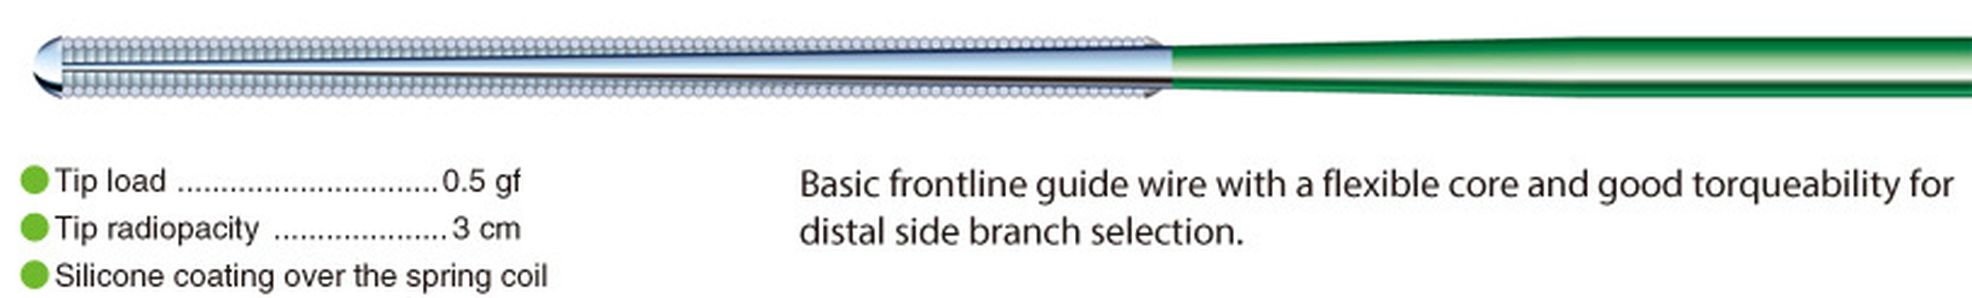 Tip load .............................0.5 gf
Tip radiopacity ...................3 cm
Silicone coating over the spring coil
Basic frontline guide wire with a flexible core and good torqueability for
distal side branch selection.